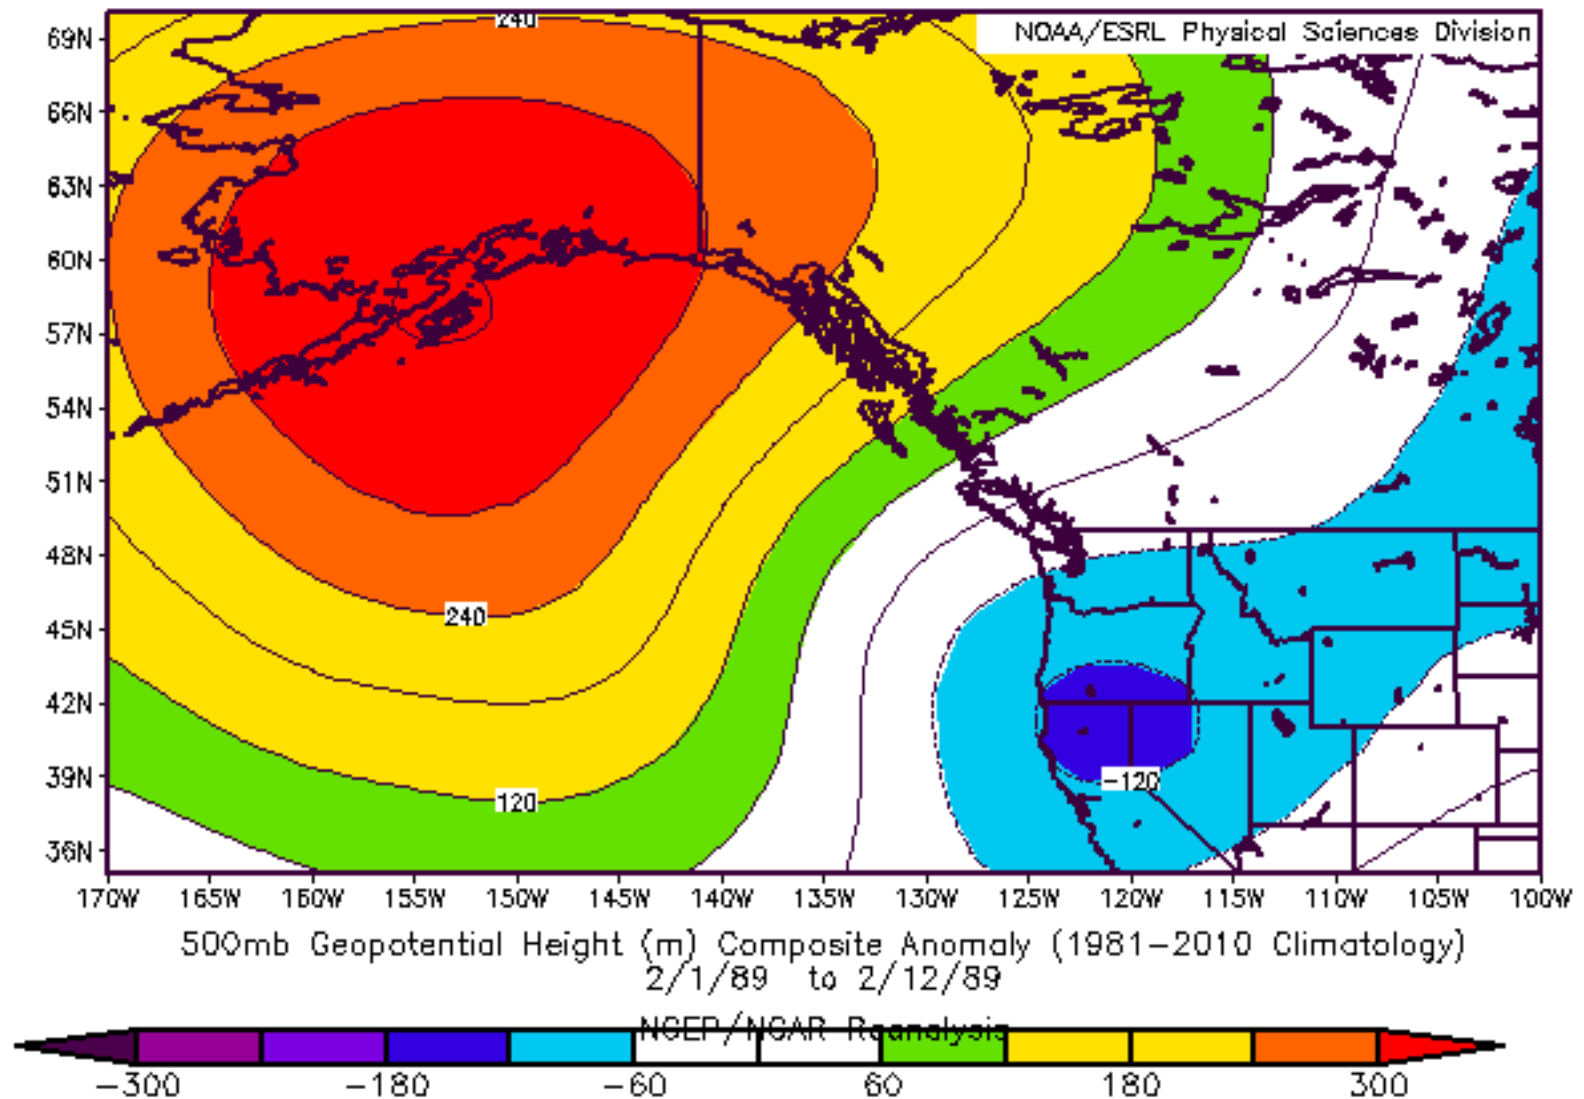 240
NOAA/ESRL Physical Sciences Division
69N
66N
63N
60N
57N
54N
51N
48N
45N
42N
39N
36N
240
120
−120
170W 165W 160W 155W 150W 145W 140W 135W 130W 125W 120W 115W 110W 105W 100W
500mb Geopotential Height (m) Composite Anomaly (1981−2010 Climatology)
2/1/89 to 2/12/89
NCEP/NCAR Reanalysis
−300 −180 −60 60 180 300